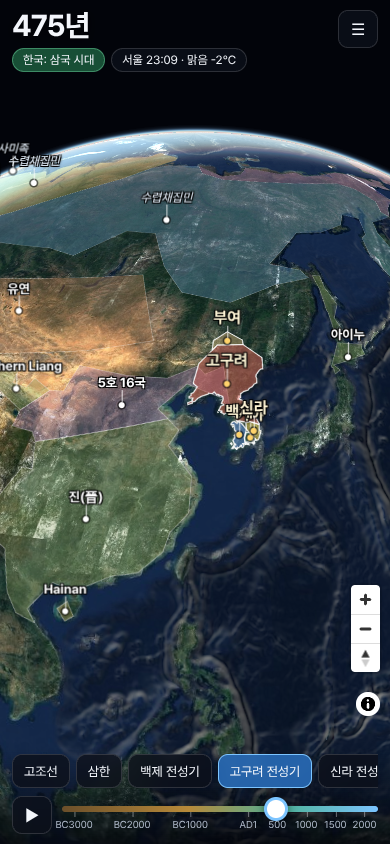 475년
☰
한국: 삼국 시대
서울 23:09 · 맑음 -2°C
사미족
수렵채집민
수렵채집민
유연
부여
아이누
고구려
hern Liang
5호 16국
백
신라
진(晉)
Hainan
+
−
고조선
삼한
백제 전성기
고구려 전성기
신라 전성
BC3000 BC2000 BC1000 AD1 500 1000 1500 2000